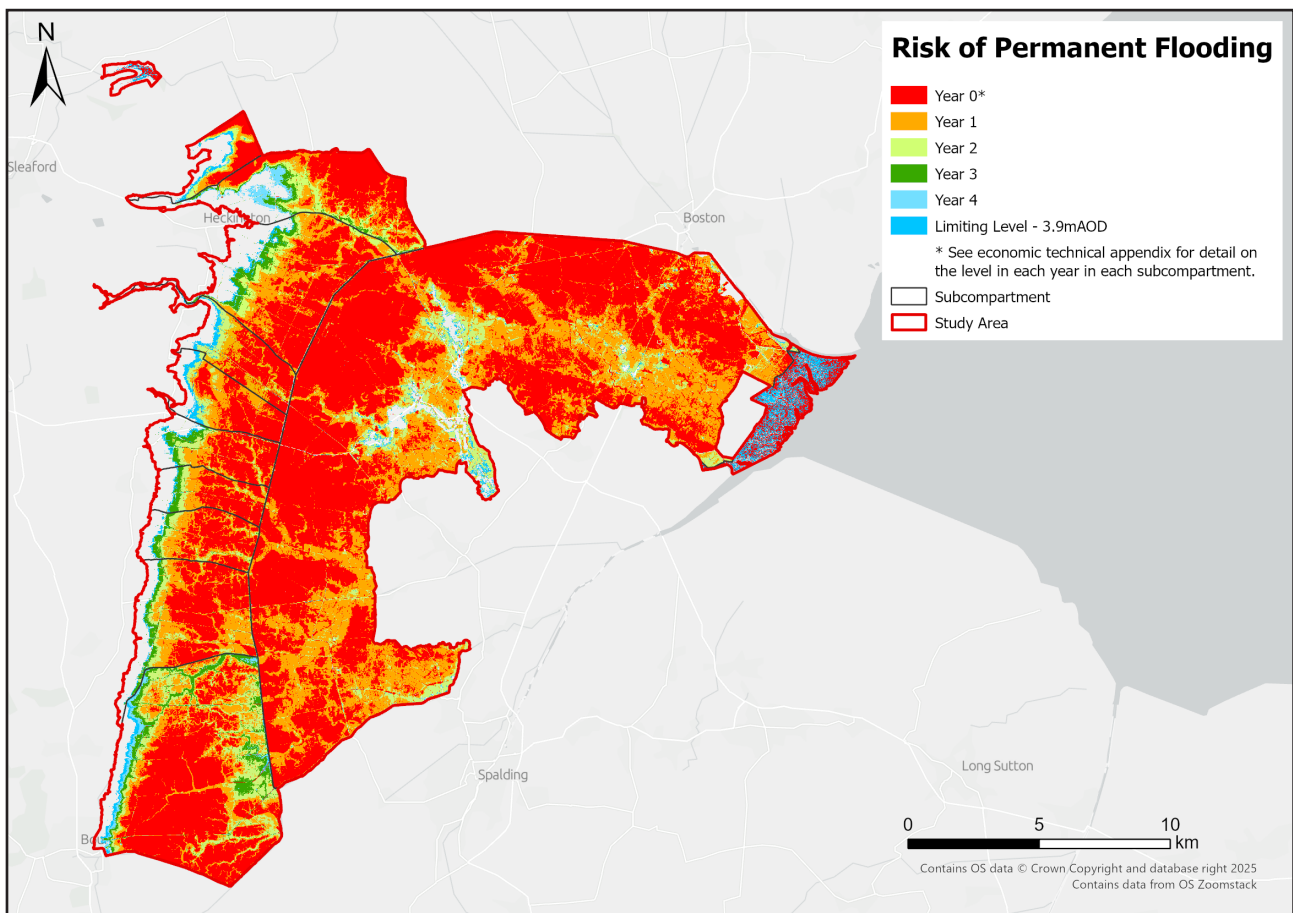 N
Risk of Permanent Flooding
Year 0*
Year 1
Year 2
Year 3
Year 4
Limiting Level - 3.9mAOD
* See economic technical appendix for detail on
the level in each year in each subcompartment.
Subcompartment
Study Area
Sleaford
Heckington
Boston
Spalding
Long Sutton
0 5 10
km
Contains OS data © Crown Copyright and database right 2025
Contains data from OS Zoomstack